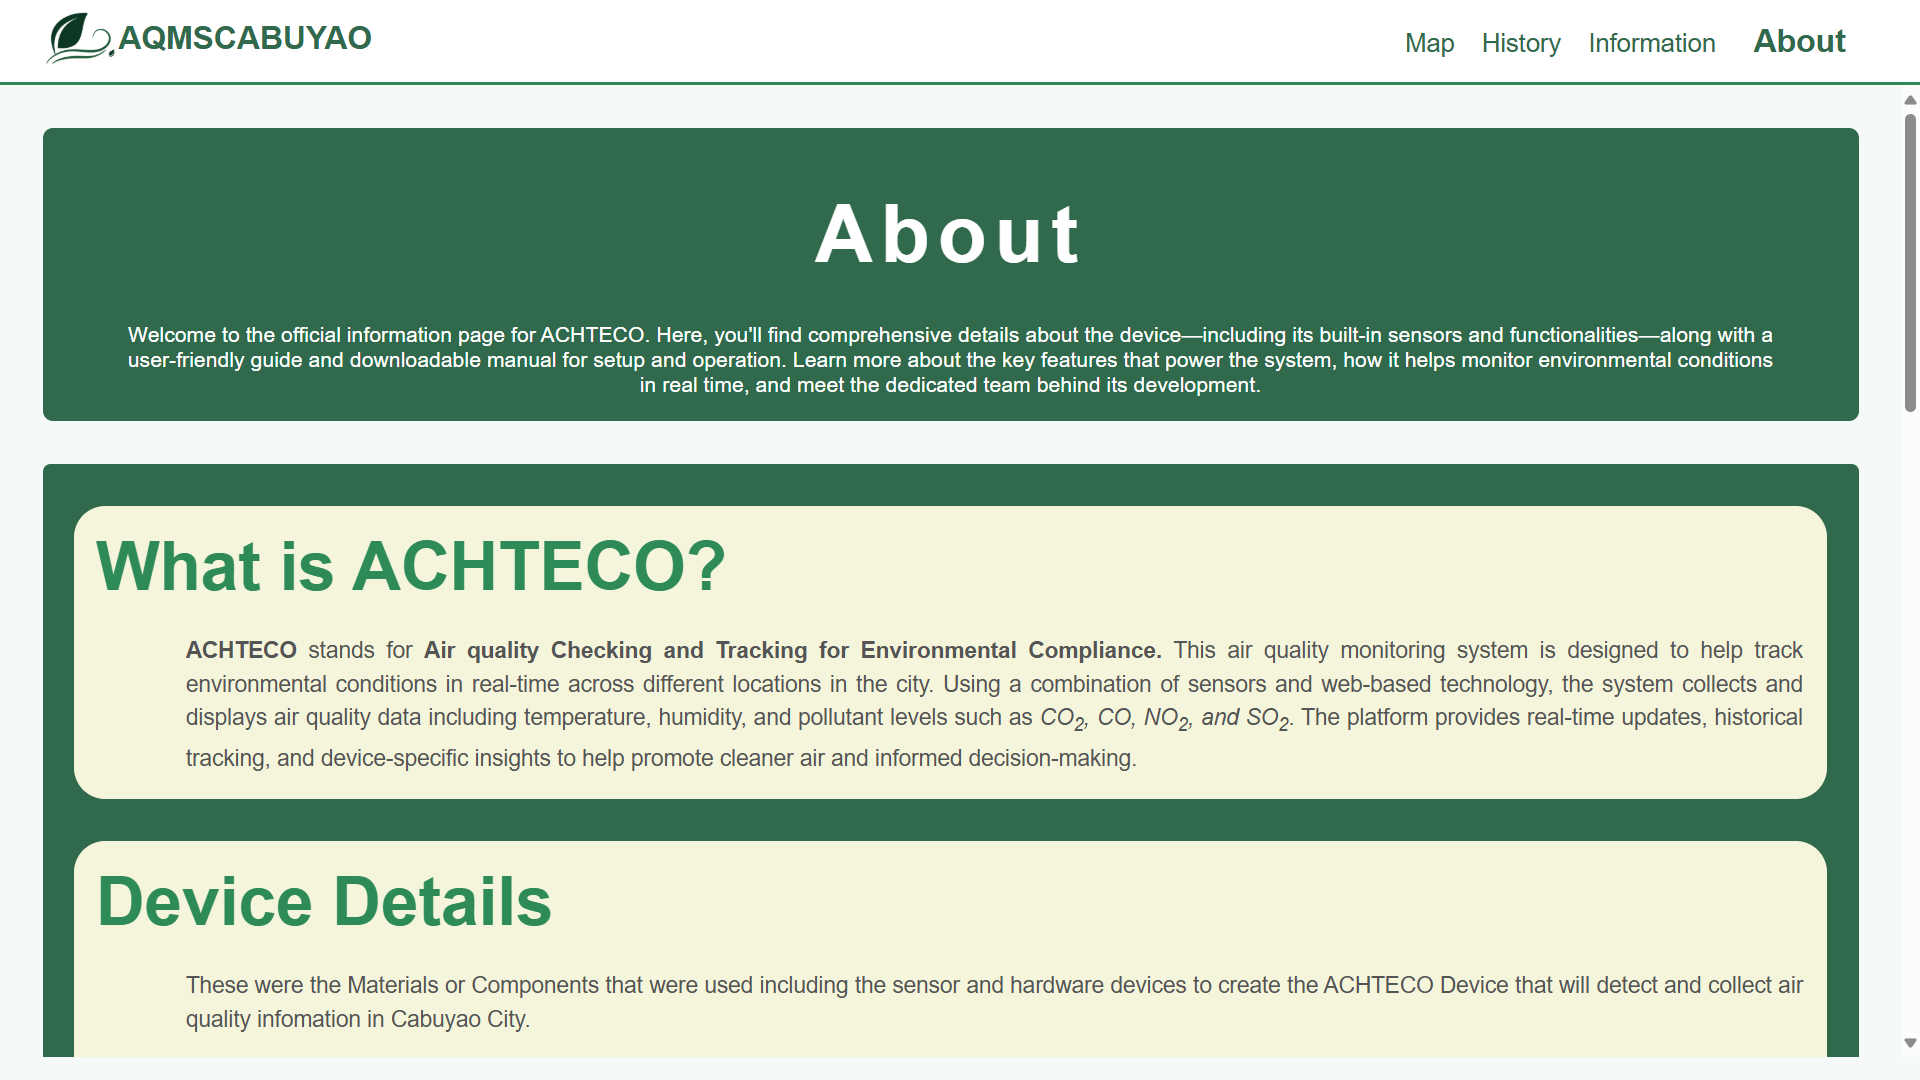 AQMSCABUYAO
Map History Information About
About
Welcome to the official information page for ACHTECO. Here, you'll find comprehensive details about the device—including its built-in sensors and functionalities—along with a
user-friendly guide and downloadable manual for setup and operation. Learn more about the key features that power the system, how it helps monitor environmental conditions
in real time, and meet the dedicated team behind its development.
What is ACHTECO?
ACHTECO stands for Air quality Checking and Tracking for Environmental Compliance. This air quality monitoring system is designed to help track
environmental conditions in real-time across different locations in the city. Using a combination of sensors and web-based technology, the system collects and
displays air quality data including temperature, humidity, and pollutant levels such as CO₂, CO, NO₂, and SO₂. The platform provides real-time updates, historical
tracking, and device-specific insights to help promote cleaner air and informed decision-making.
Device Details
These were the Materials or Components that were used including the sensor and hardware devices to create the ACHTECO Device that will detect and collect air
quality infomation in Cabuyao City.